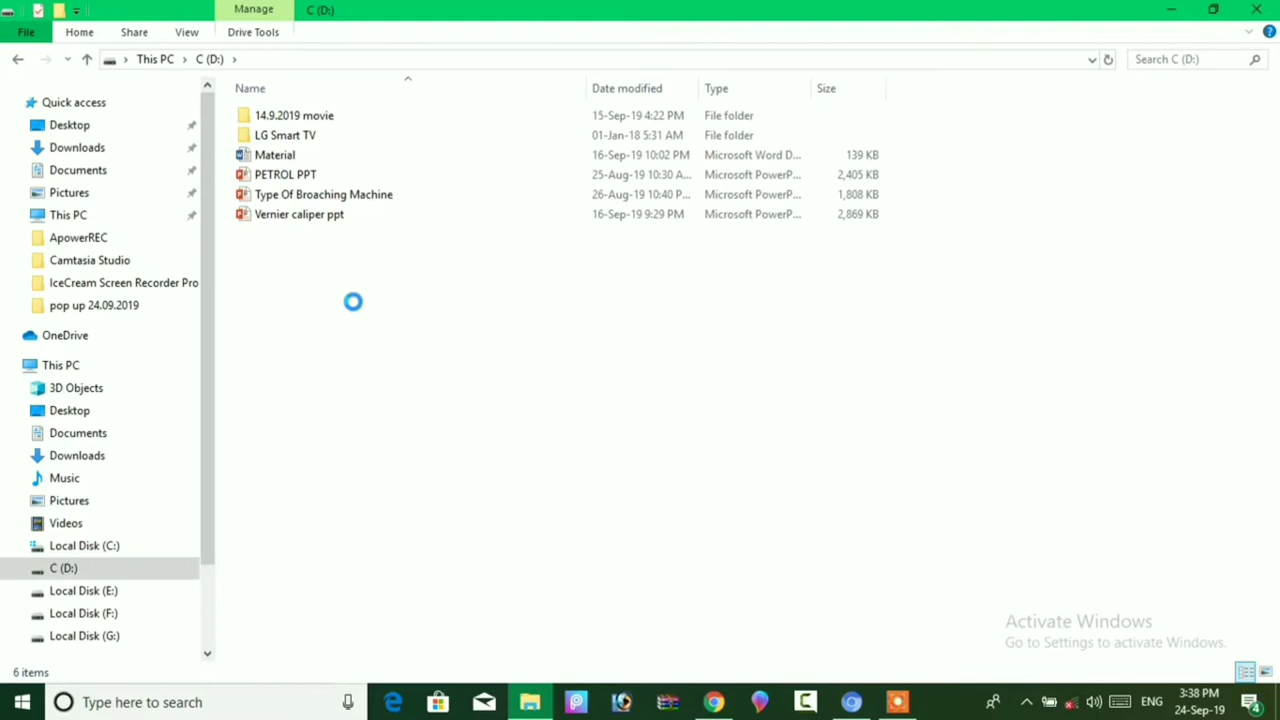 Manage
C (D:)
File
Home
Share
View
Drive Tools
This PC
C (D:)
Search C (D:)
Name
Date modified
Type
Size
14.9.2019 movie
15-Sep-19 4:22 PM
File folder
LG Smart TV
01-Jan-18 5:31 AM
File folder
Material
16-Sep-19 10:02 PM
Microsoft Word D...
139 KB
PETROL PPT
25-Aug-19 10:30 A...
Microsoft PowerP...
2,405 KB
Type Of Broaching Machine
26-Aug-19 10:40 P...
Microsoft PowerP...
1,808 KB
Vernier caliper ppt
16-Sep-19 9:29 PM
Microsoft PowerP...
2,869 KB
Quick access
Desktop
Downloads
Documents
Pictures
This PC
ApowerREC
Camtasia Studio
IceCream Screen Recorder Pro
pop up 24.09.2019
OneDrive
This PC
3D Objects
Desktop
Documents
Downloads
Music
Pictures
Videos
Local Disk (C:)
C (D:)
Local Disk (E:)
Local Disk (F:)
Local Disk (G:)
Activate Windows
Go to Settings to activate Windows.
6 items
Type here to search
ENG
3:38 PM
24-Sep-19
4